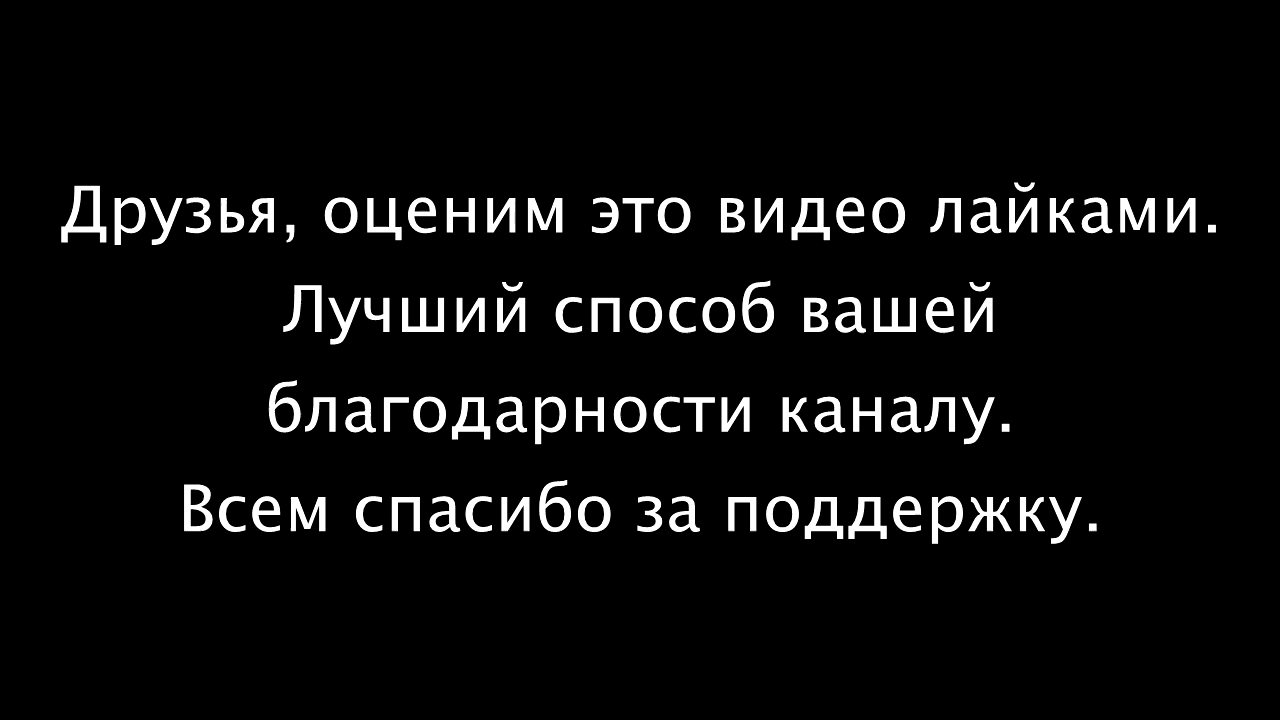 Друзья, оценим это видео лайками.
Лучший способ вашей
благодарности каналу.
Всем спасибо за поддержку.